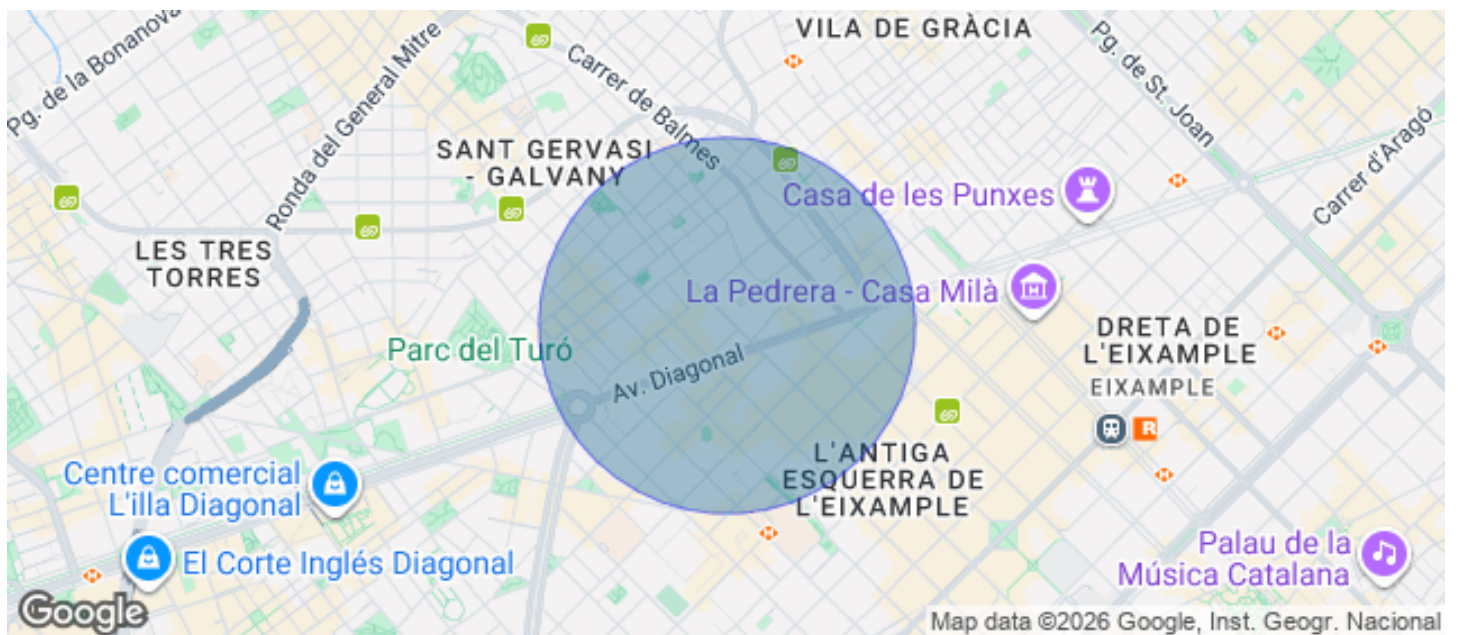 VILA DE GRÀCIA
Pg. de la Bonanova
Ronda del General Mitre
Carrer de Balmes
Pg. de St. Joan
Carrer d'Aragó
SANT GERVASI
- GALVANY
Casa de les Punxes
LES TRES
TORRES
La Pedrera - Casa Milà
Parc del Turó
Av. Diagonal
DRETA DE
L'EIXAMPLE
EIXAMPLE
R
L'ANTIGA
ESQUERRA DE
L'EIXAMPLE
Centre comercial
L'illa Diagonal
El Corte Inglés Diagonal
Palau de la
Música Catalana
Google
Map data ©2026 Google, Inst. Geogr. Nacional